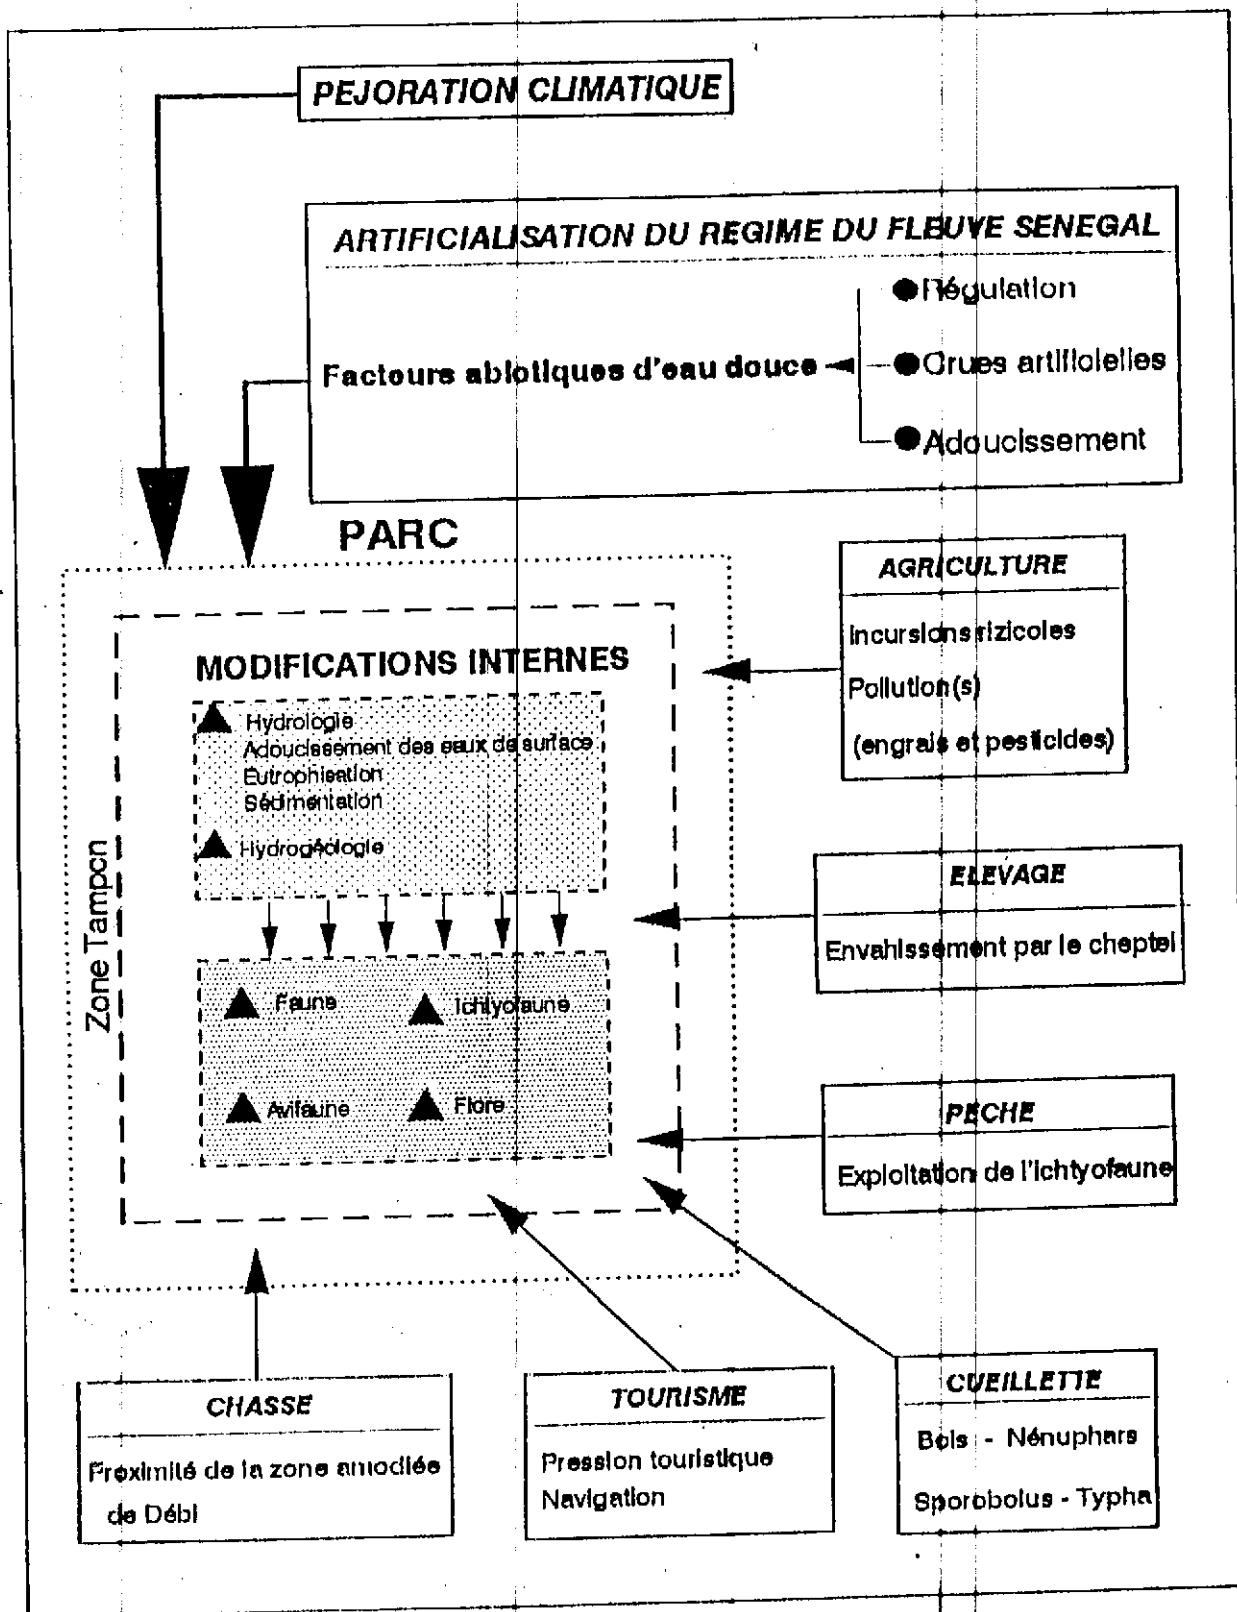 PEJORATION CLIMATIQUE
ARTIFICIALISATION DU REGIME DU FLEUVE SENEGAL
Régulation
Facteurs abiotiques d'eau douce
Crues artificielles
Adoucissement
PARC
AGRICULTURE
Incursions rizicoles
Pollution(s)
(engrais et pesticides)
MODIFICATIONS INTERNES
Hydrologie
Adoucissement des eaux de surface
Eutrophisation
Sédimentation
Hydrogéologie
Zone Tampon
ELEVAGE
Envahissement par le cheptel
Faune
Ichtyofaune
Avifaune
Flore
PECHE
Exploitation de l'ichtyofaune
CHASSE
Proximité de la zone amodiée
de Débi
TOURISME
Pression touristique
Navigation
CUEILLETTE
Bois - Nénuphars
Sporobolus - Typha